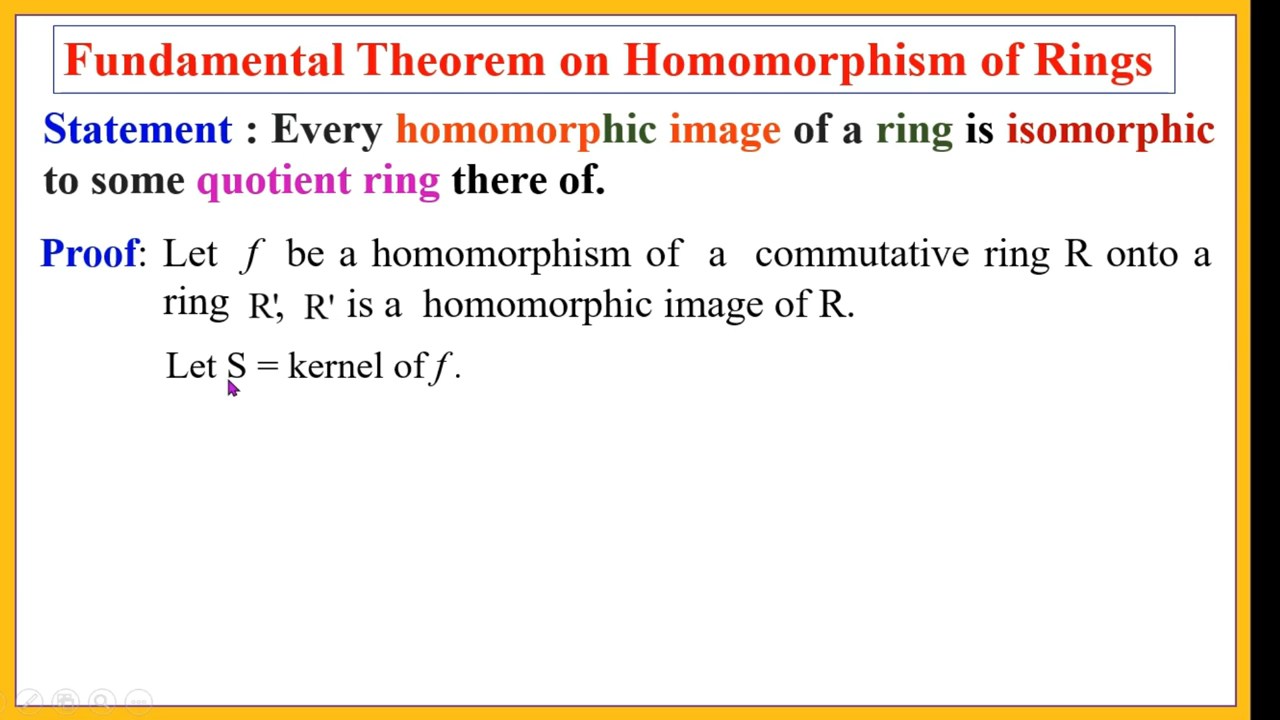 Fundamental Theorem on Homomorphism of Rings
Statement : Every homomorphic image of a ring is isomorphic
to some quotient ring there of.
Proof: Let f be a homomorphism of a commutative ring R onto a
ring R', R' is a homomorphic image of R.
Let S = kernel of f.